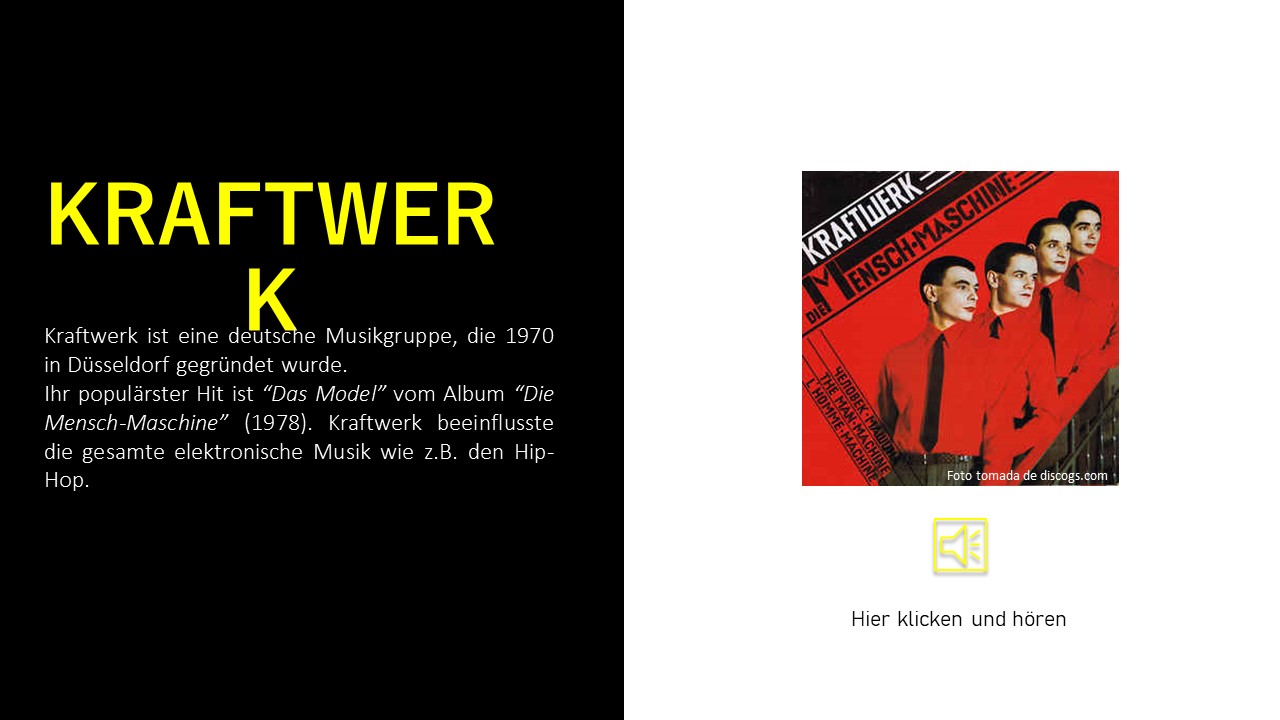 KRAFTWER
K
Kraftwerk ist eine deutsche Musikgruppe, die 1970
in Düsseldorf gegründet wurde.
Ihr populärster Hit ist “Das Model” vom Album “Die
Mensch-Maschine” (1978). Kraftwerk beeinflusste
die gesamte elektronische Musik wie z.B. den Hip-
Hop.
KRAFTWERK
DIE MENSCH-MASCHINE
ЧЕЛОВЕК-МАШИНА
THE MAN-MACHINE
L'HOMME-MACHINE
Foto tomada de discogs.com
Hier klicken und hören